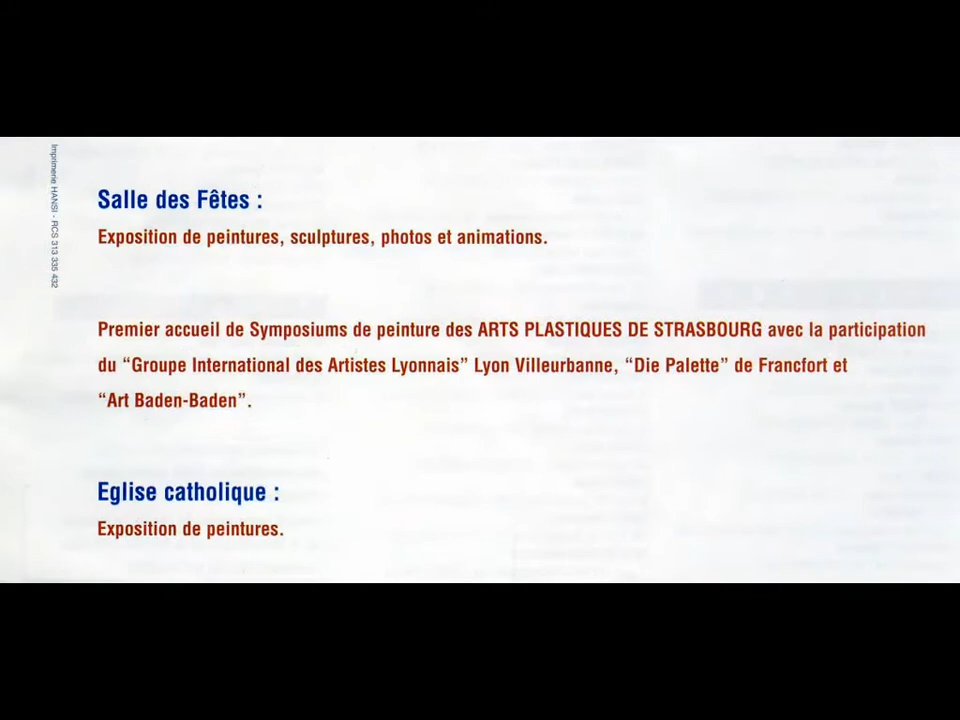 Imprimerie HANSI - RCS 313 335 432
Salle des Fêtes :
Exposition de peintures, sculptures, photos et animations.
Premier accueil de Symposiums de peinture des ARTS PLASTIQUES DE STRASBOURG avec la participation
du “Groupe International des Artistes Lyonnais” Lyon Villeurbanne, “Die Palette” de Francfort et
“Art Baden-Baden”.
Eglise catholique :
Exposition de peintures.